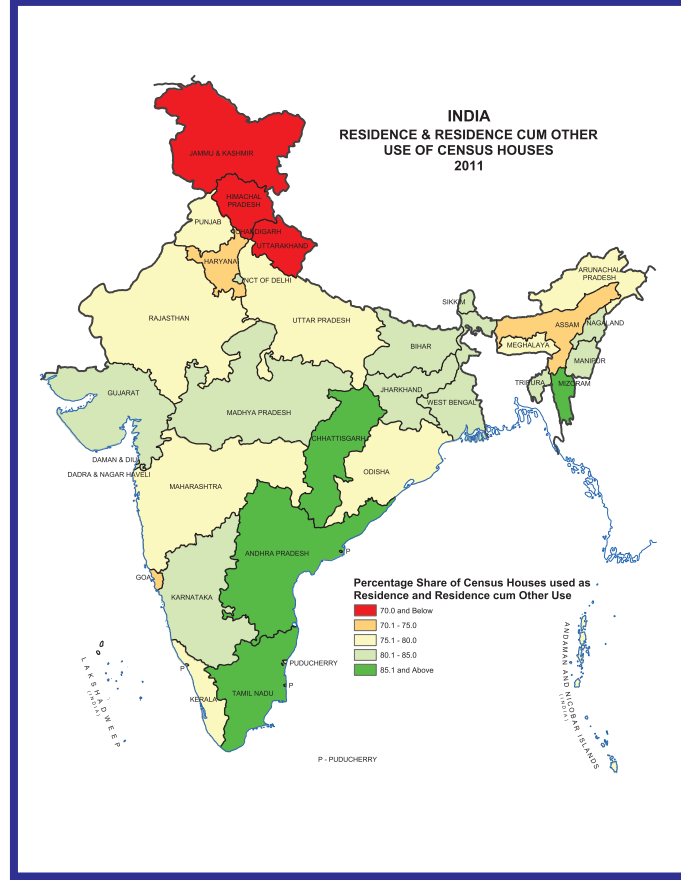 INDIA
RESIDENCE & RESIDENCE CUM OTHER
USE OF CENSUS HOUSES
2011
JAMMU & KASHMIR
HIMACHAL
PRADESH
PUNJAB
CHANDIGARH
UTTARAKHAND
HARYANA
NCT OF DELHI
ARUNACHAL
PRADESH
SIKKIM
RAJASTHAN
UTTAR PRADESH
ASSAM
NAGALAND
BIHAR
MEGHALAYA
MANIPUR
TRIPURA
MIZORAM
GUJARAT
JHARKHAND
WEST BENGAL
MADHYA PRADESH
CHHATTISGARH
DAMAN & DIU
DADRA & NAGAR HAVELI
ODISHA
MAHARASHTRA
ANDHRA PRADESH
P
GOA
KARNATAKA
Percentage Share of Census Houses used as
Residence and Residence cum Other Use
70.0 and Below
70.1 - 75.0
75.1 - 80.0
80.1 - 85.0
85.1 and Above
LAKSHADWEEP
(INDIA)
P
PUDUCHERRY
P
KERALA
TAMIL NADU
ANDAMAN AND NICOBAR ISLANDS
(INDIA)
P - PUDUCHERRY